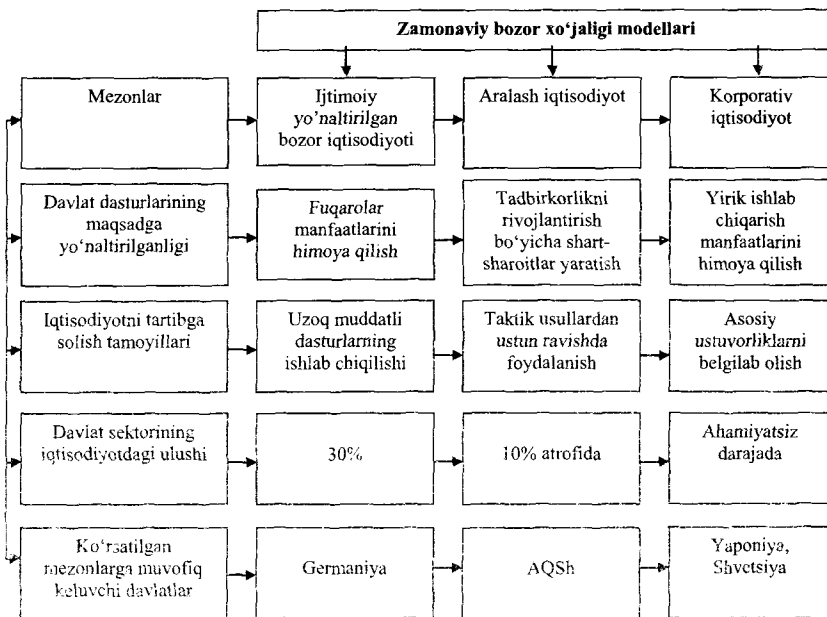 Zamonaviy bozor xo‘jaligi modellari
Mezonlar
Ijtimoiy
yo’naltirilgan
bozor iqtisodiyoti
Aralash iqtisodiyot
Korporativ
iqtisodiyot
Davlat dasturlarining
maqsadga
yo’naltirilganligi
Fuqarolar
manfaatlarini
himoya qilish
Tadbirkorlikni
rivojlantirish
bo‘yicha shart-
sharoitlar yaratish
Yirik ishlab
chiqarish
manfaatlarini
himoya qilish
Iqtisodiyotni tartibga
solish tamoyillari
Uzoq muddatli
dasturlarning
ishlab chiqilishi
Taktik usullardan
ustun ravishda
foydalanish
Asosiy
ustuvorliklarni
belgilab olish
Davlat sektorining
iqtisodiyotdagi ulushi
30%
10% atrofida
Ahamiyatsiz
darajada
Ko‘rsatilgan
mezonlarga muvofiq
keluvchi davlatlar
Germaniya
AQSh
Yaponiya,
Shvetsiya